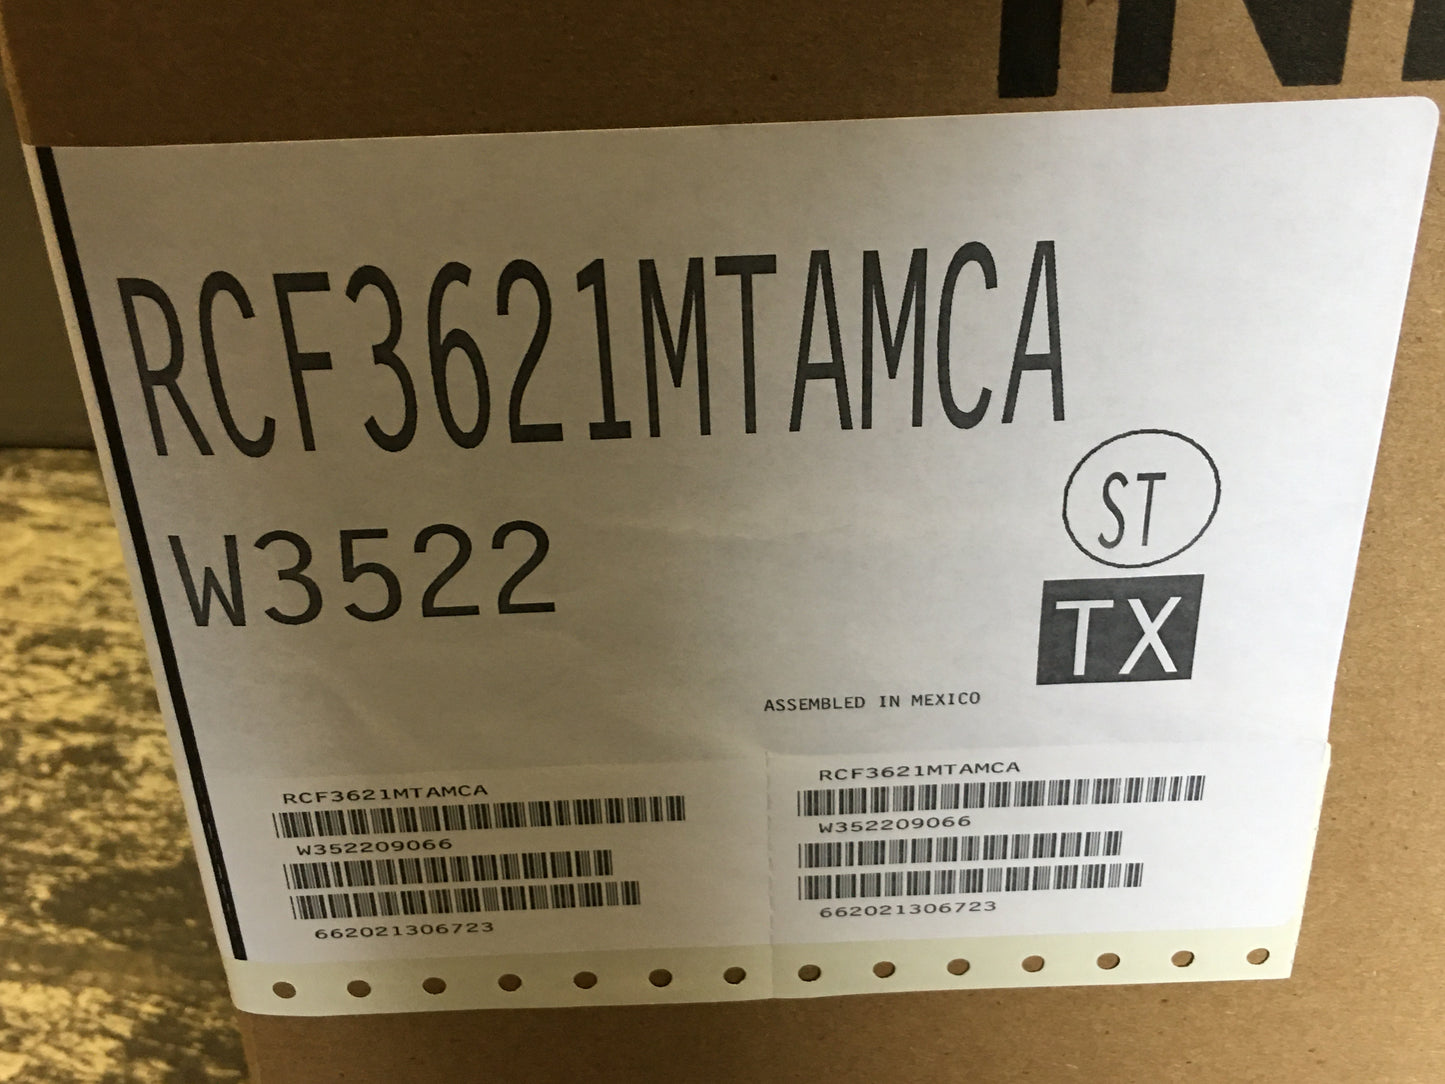 RCF3621MTAMCA
W3522
ST
TX
ASSEMBLED IN MEXICO
RCF3621MTAMCA
W352209066
662021306723
RCF3621MTAMCA
W352209066
662021306723